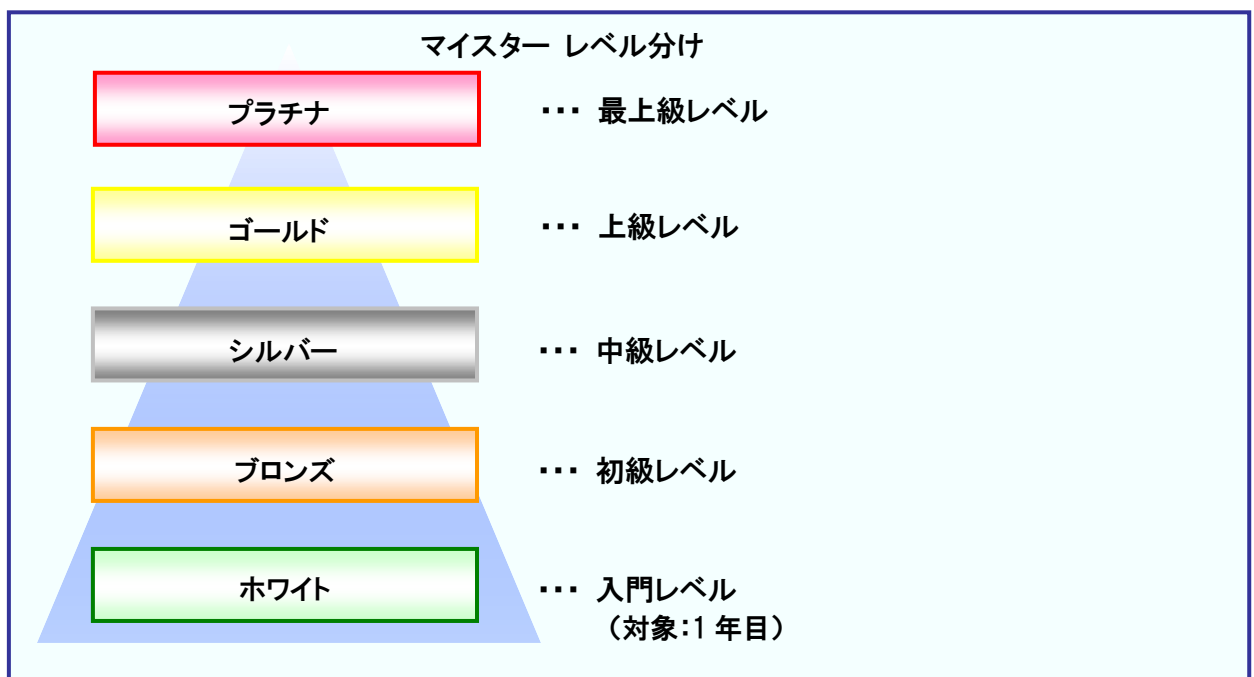 マイスター レベル分け
プラチナ ・・・ 最上級レベル
ゴールド ・・・ 上級レベル
シルバー ・・・ 中級レベル
ブロンズ ・・・ 初級レベル
ホワイト ・・・ 入門レベル
（対象：1 年目）